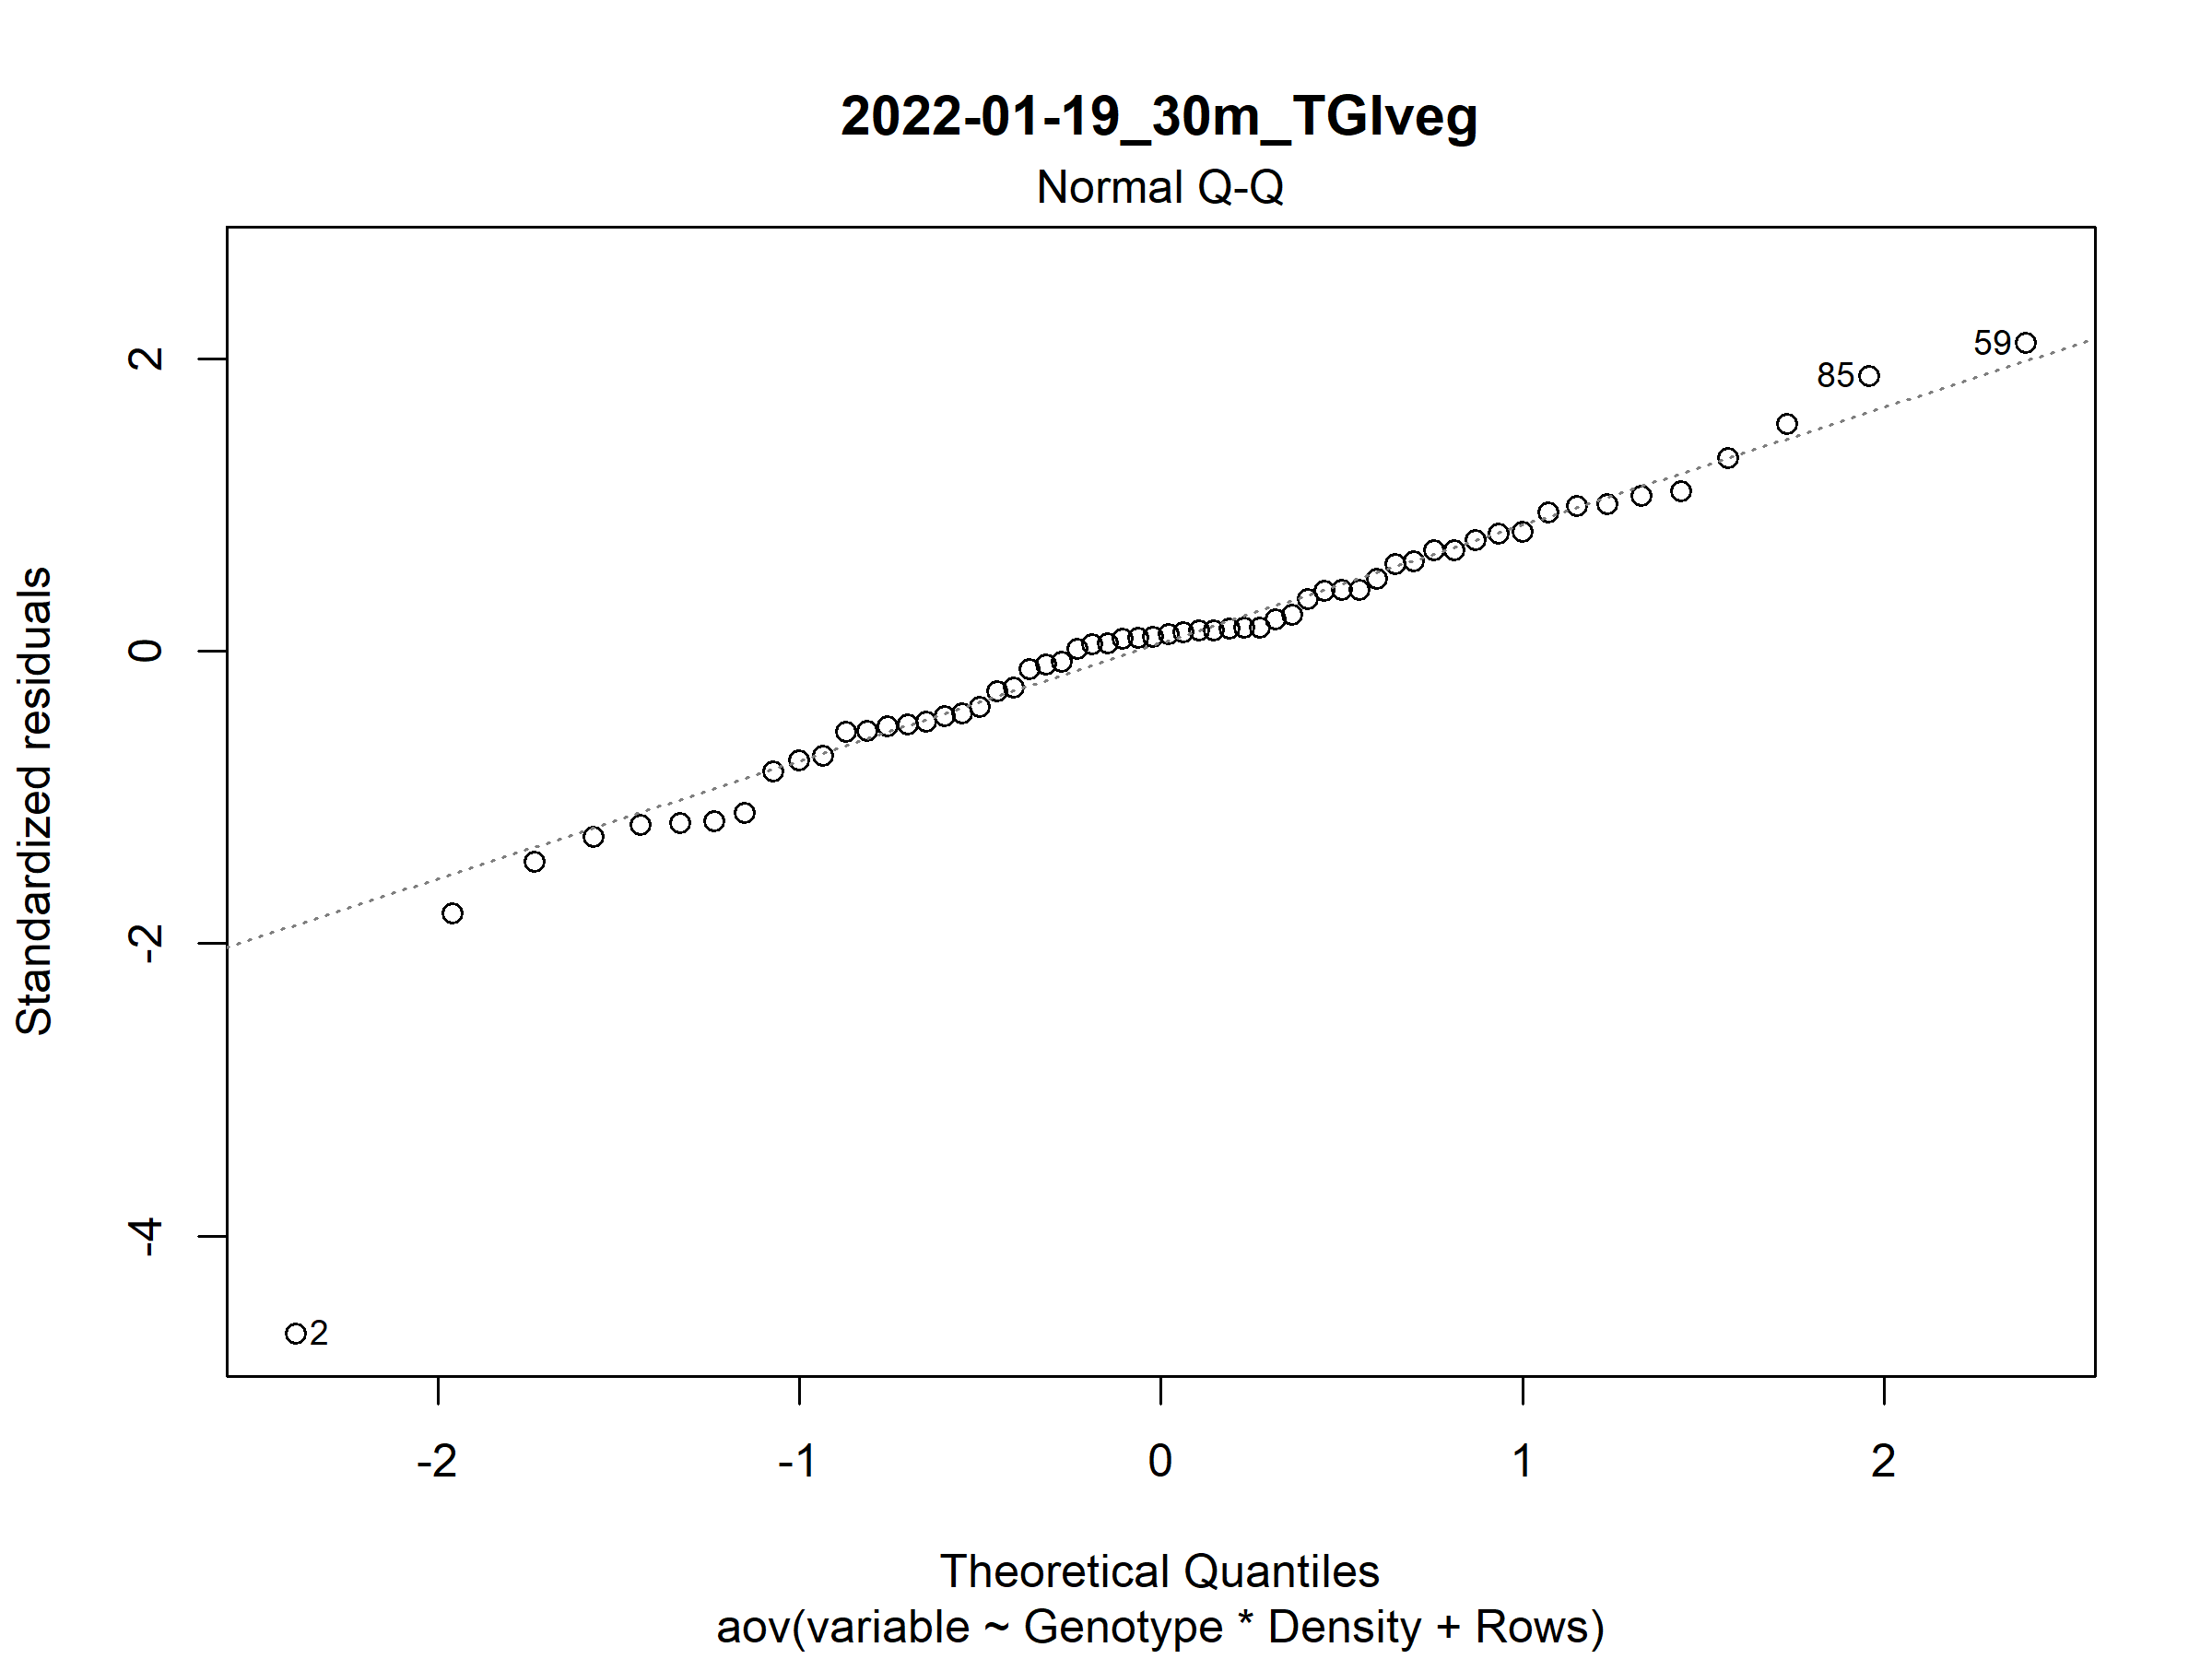 2022-01-19_30m_TGIveg
Normal Q-Q
Standardized residuals
2
0
-2
-4
59
85
2
-2
-1
0
1
2
Theoretical Quantiles
aov(variable ~ Genotype * Density + Rows)